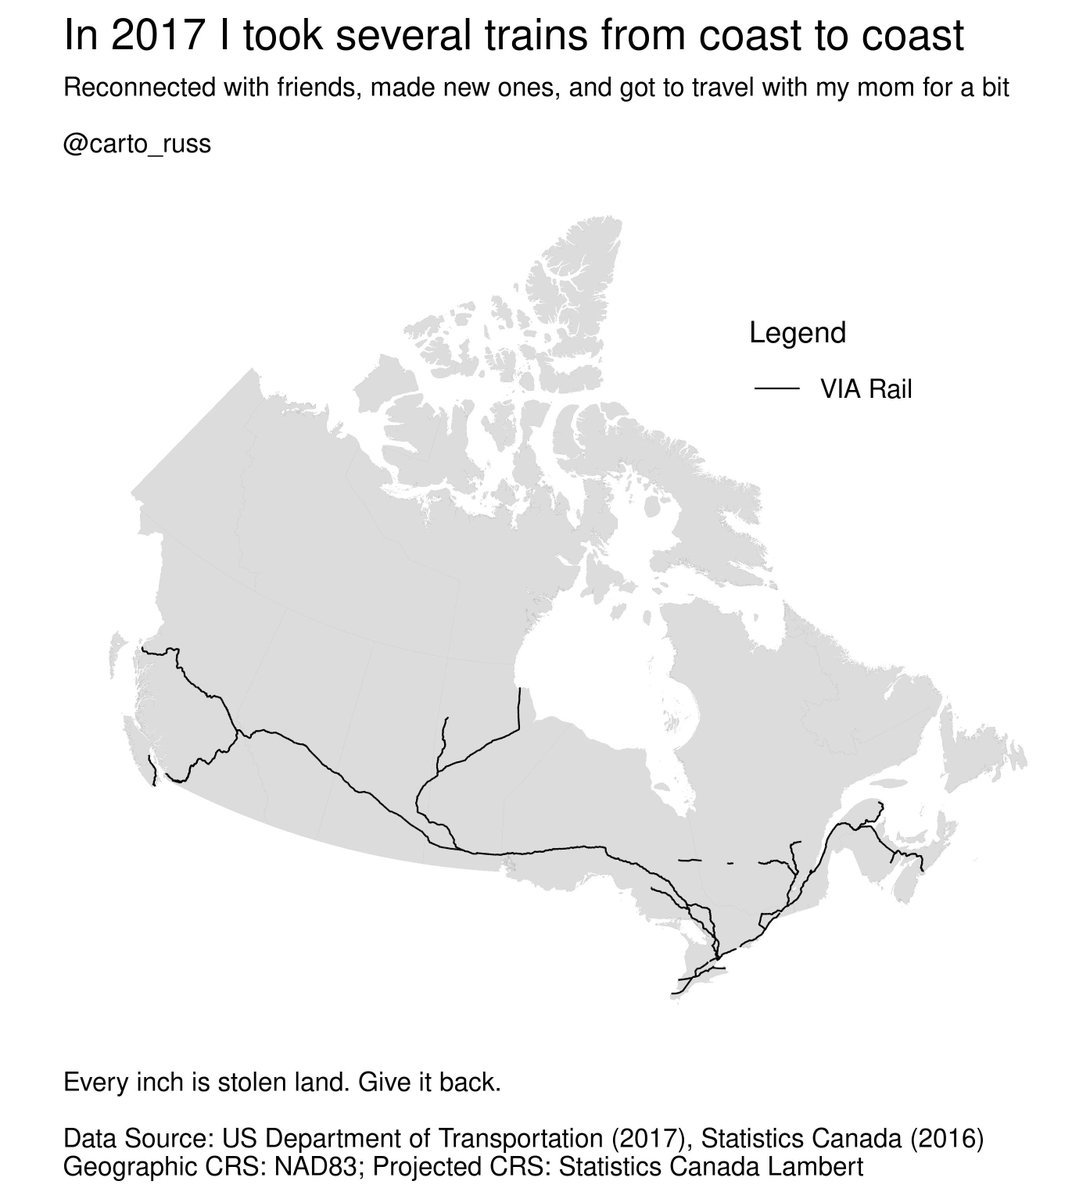 In 2017 I took several trains from coast to coast
Reconnected with friends, made new ones, and got to travel with my mom for a bit
@carto_russ
Legend
VIA Rail
Every inch is stolen land. Give it back.
Data Source: US Department of Transportation (2017), Statistics Canada (2016)
Geographic CRS: NAD83; Projected CRS: Statistics Canada Lambert